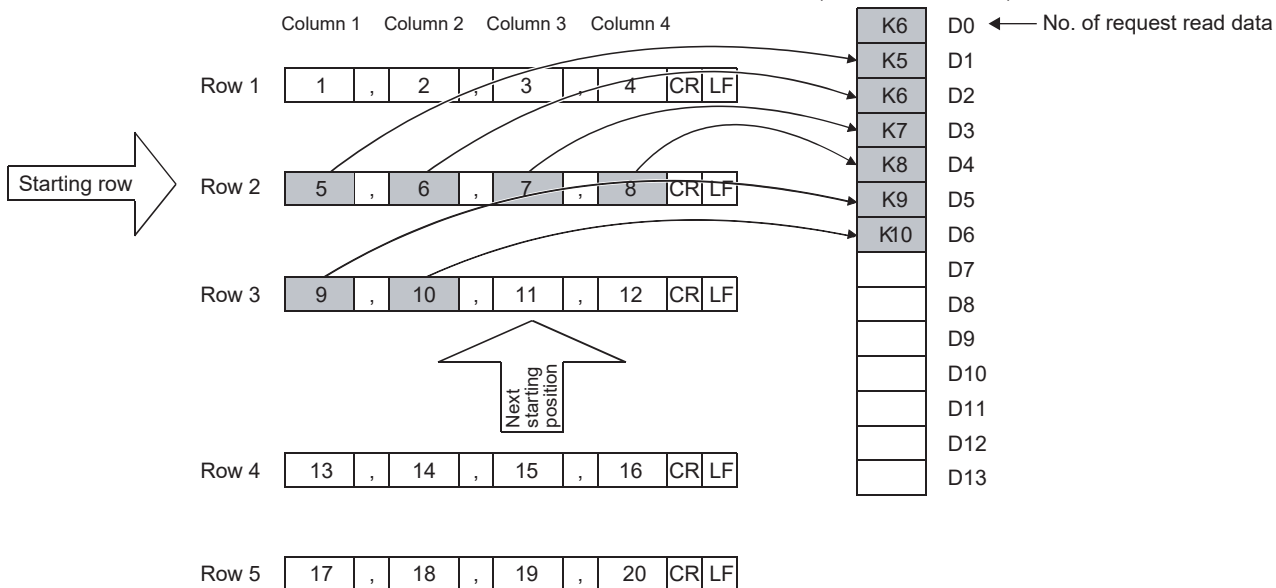 Column 1 Column 2 Column 3 Column 4
K6 D0 No. of request read data
K5 D1
Row 1 1 , 2 , 3 , 4 CR LF
K6 D2
K7 D3
K8 D4
Starting row
Row 2 5 , 6 , 7 , 8 CR LF
K9 D5
K10 D6
D7
Row 3 9 , 10 , 11 , 12 CR LF
D8
D9
D10
Next
starting
position
D11
D12
Row 4 13 , 14 , 15 , 16 CR LF
D13
Row 5 17 , 18 , 19 , 20 CR LF